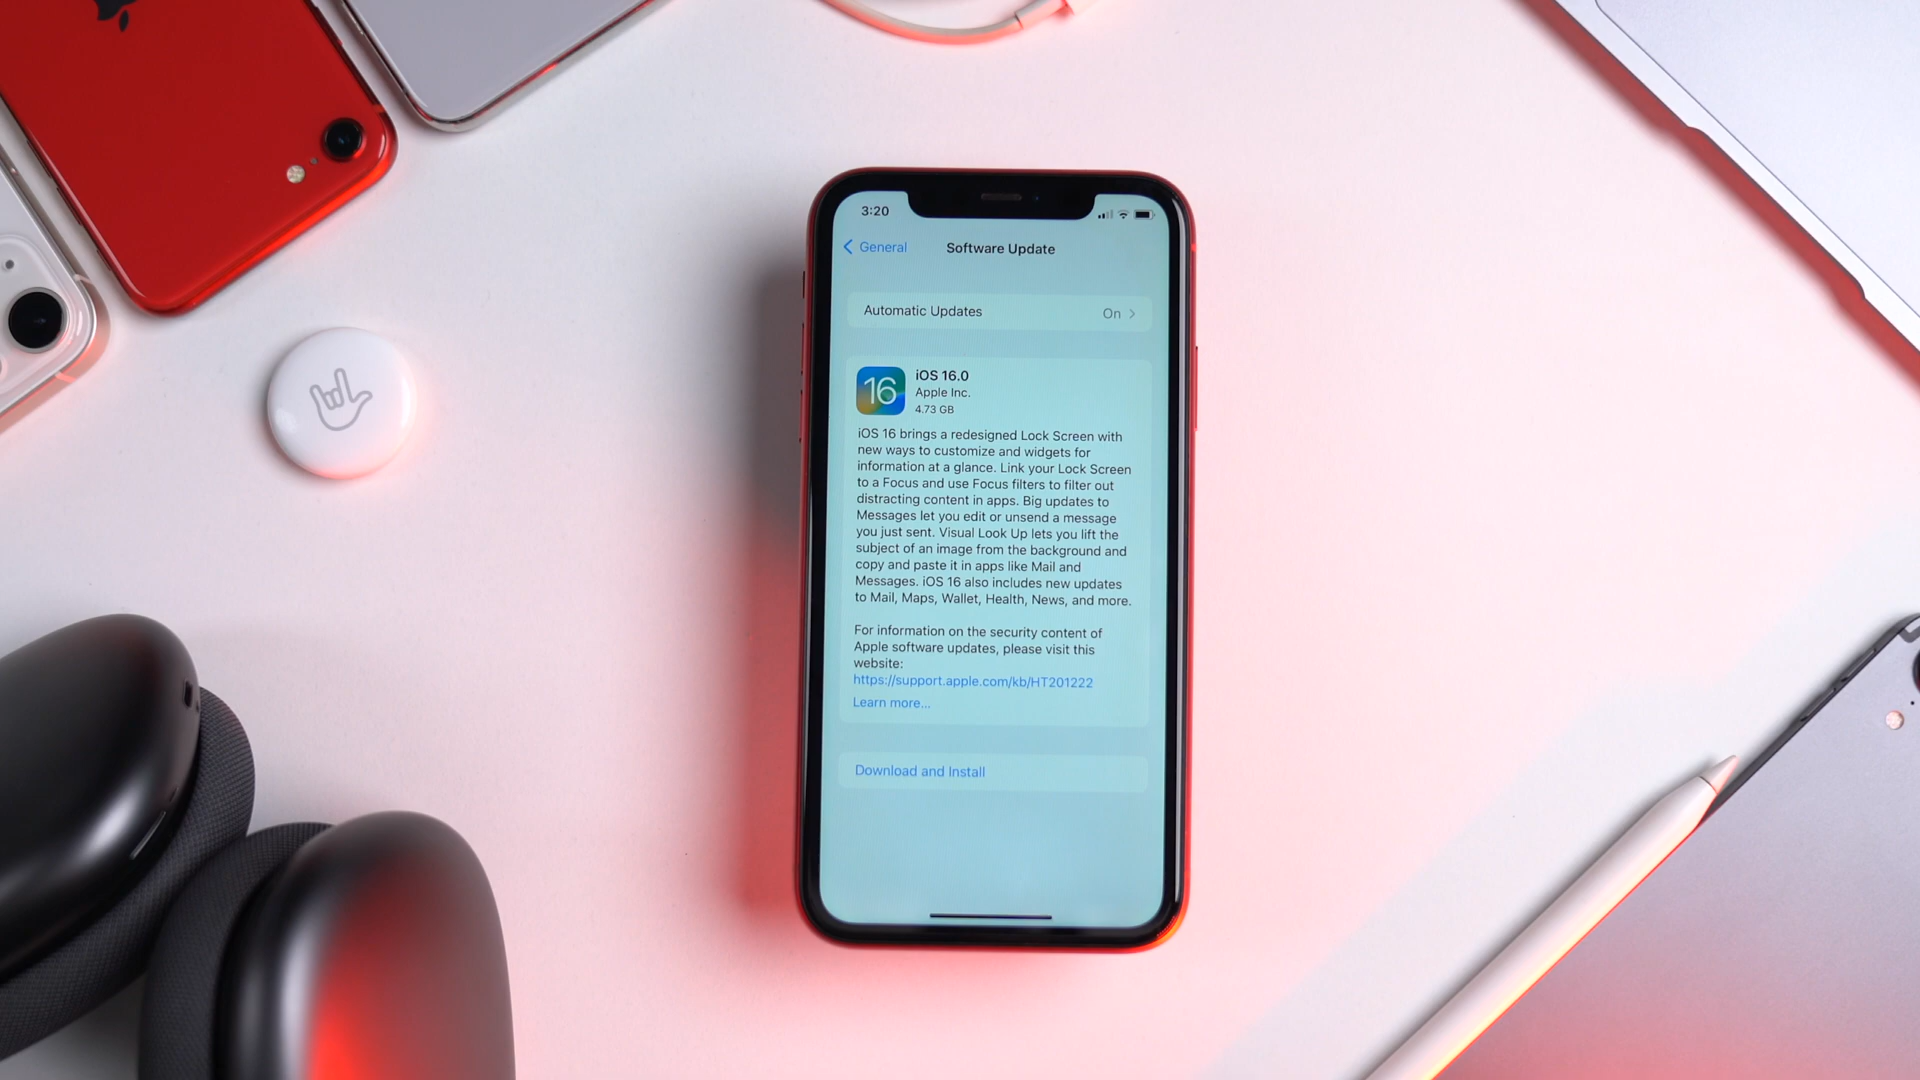 3:20
General
Software Update
Automatic Updates
On
16
iOS 16.0
Apple Inc.
4.73 GB
iOS 16 brings a redesigned Lock Screen with
new ways to customize and widgets for
information at a glance. Link your Lock Screen
to a Focus and use Focus filters to filter out
distracting content in apps. Big updates to
Messages let you edit or unsend a message
you just sent. Visual Look Up lets you lift the
subject of an image from the background and
copy and paste it in apps like Mail and
Messages. iOS 16 also includes new updates
to Mail, Maps, Wallet, Health, News, and more.
For information on the security content of
Apple software updates, please visit this
website:
https://support.apple.com/kb/HT201222
Learn more...
Download and Install